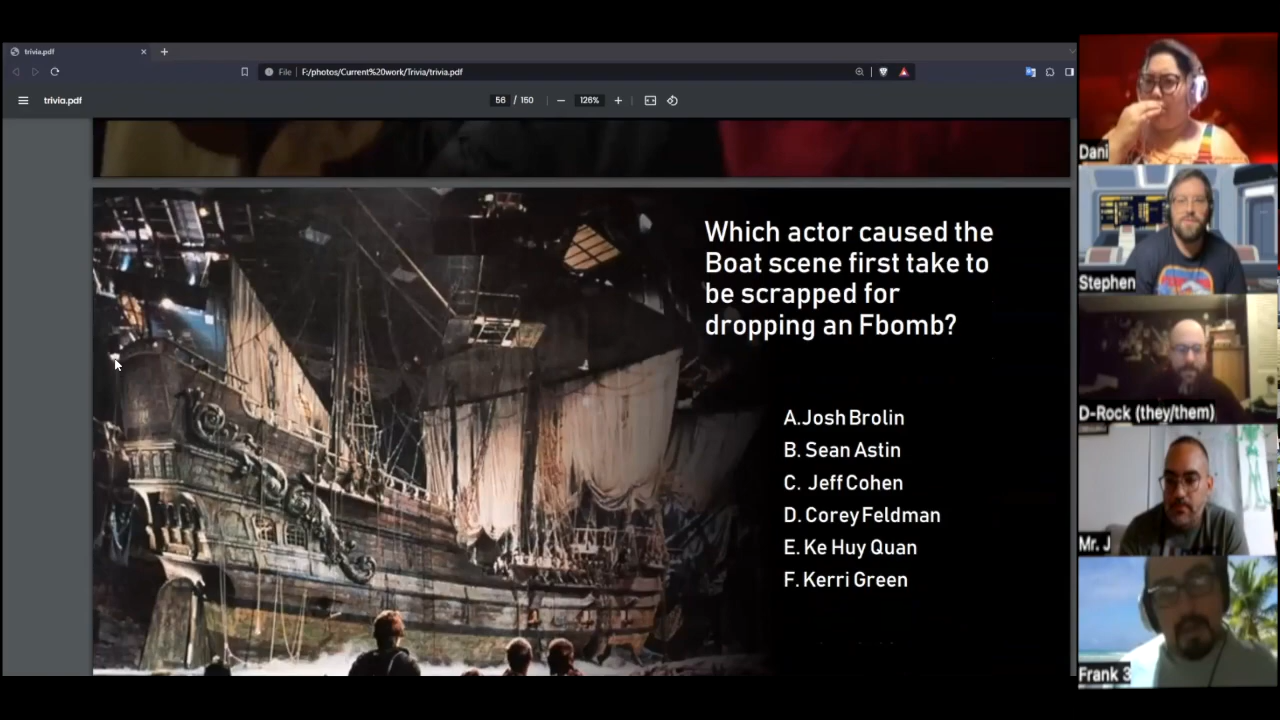 trivia.pdf
File F:/photos/Current%20work/Trivia/trivia.pdf
trivia.pdf
56 / 150
126%
Which actor caused the
Boat scene first take to
be scrapped for
dropping an Fbomb?
A.Josh Brolin
B. Sean Astin
C. Jeff Cohen
D. Corey Feldman
E. Ke Huy Quan
F. Kerri Green
Dani
Stephen
D-Rock (they/them)
Mr. J
Frank 3